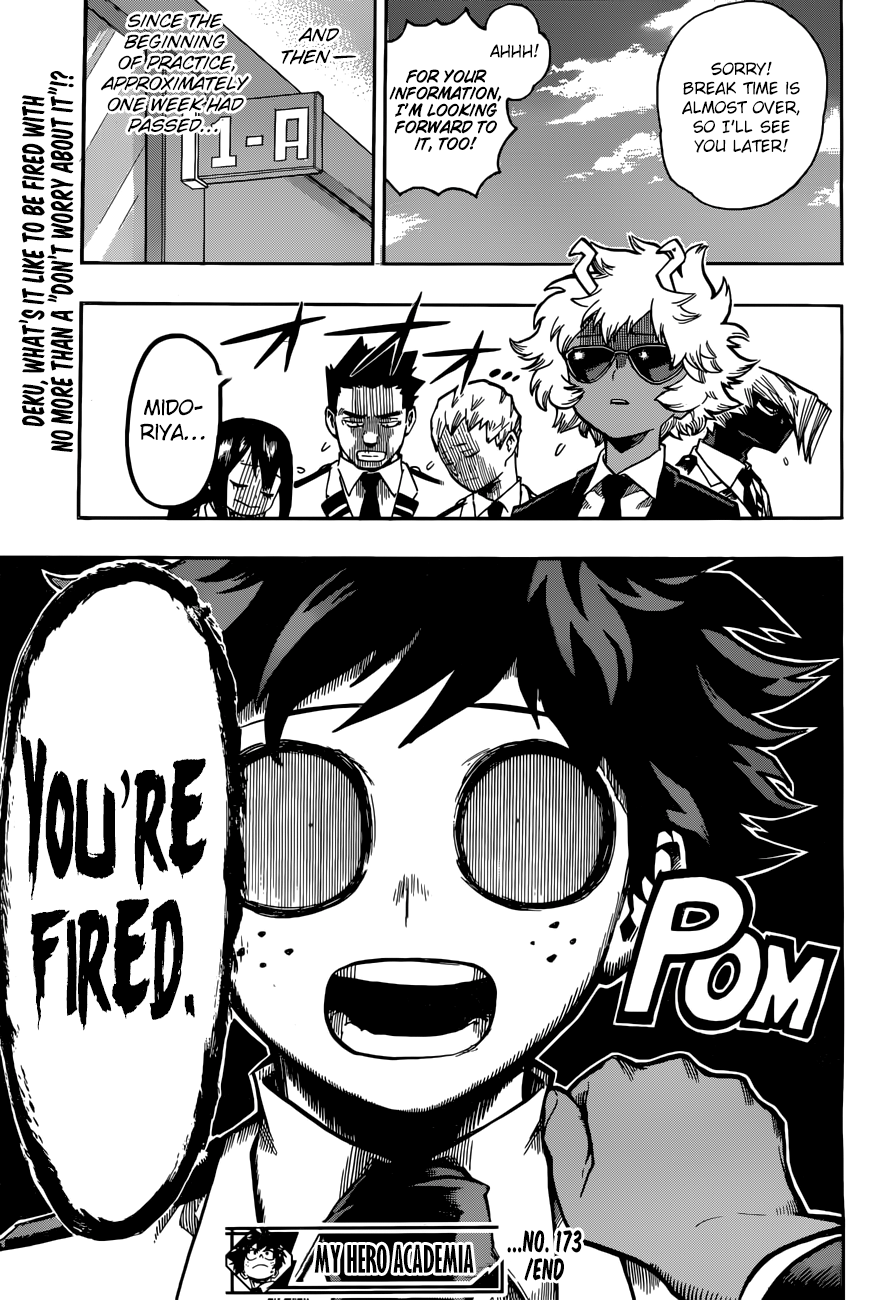 SORRY!
BREAK TIME IS
ALMOST OVER,
SO I'LL SEE
YOU LATER!
AHHH!
FOR YOUR
INFORMATION,
I'M LOOKING
FORWARD TO
IT, TOO!
AND
THEN—
SINCE THE
BEGINNING
OF PRACTICE,
APPROXIMATELY
ONE WEEK HAD
PASSED...
1-A
DEKU, WHAT'S IT LIKE TO BE FIRED WITH
NO MORE THAN A "DON'T WORRY ABOUT IT"!?
MIDO-
RIYA...
YOU'RE
FIRED.
POM
MY HERO ACADEMIA
...NO. 173
/END